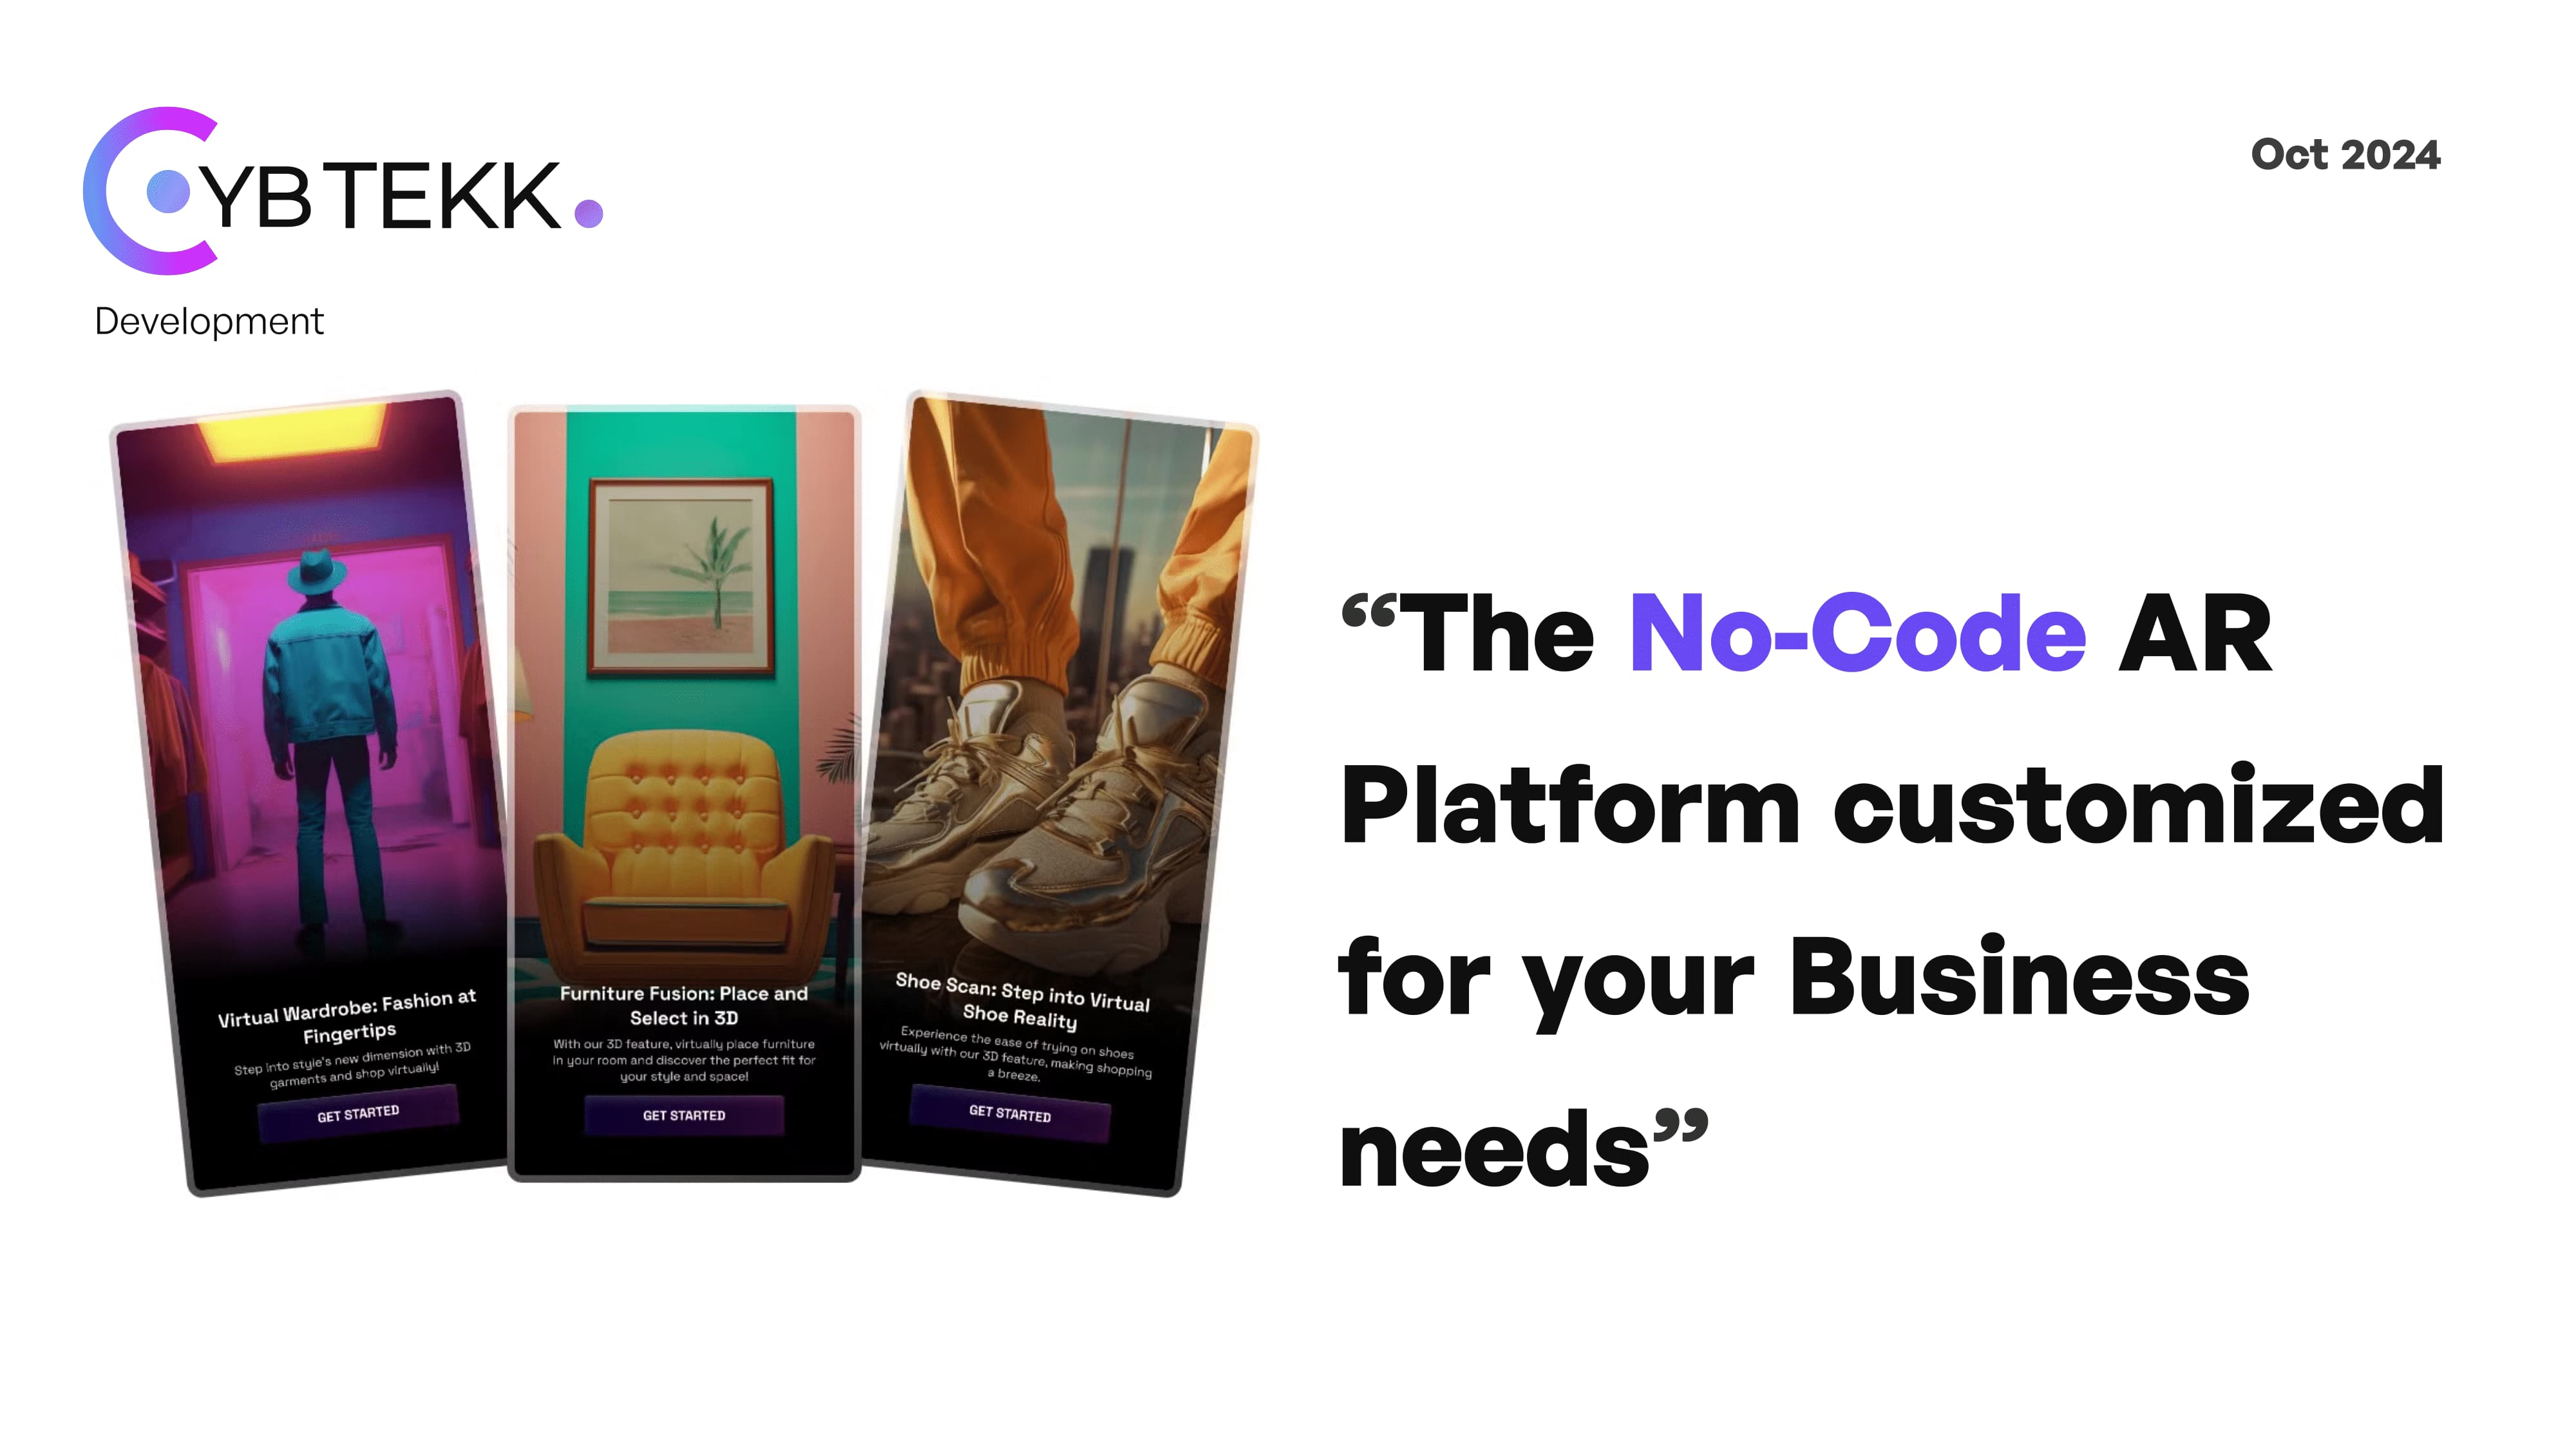 CYBTEKK.
Oct 2024
Development
Virtual Wardrobe: Fashion at
Fingertips
Step into style's new dimension with 3D
garments and shop virtually!
GET STARTED
Furniture Fusion: Place and
Select in 3D
With our 3D feature, virtually place furniture
in your room and discover the perfect fit for
your style and space!
GET STARTED
Shoe Scan: Step into Virtual
Shoe Reality
Experience the ease of trying on shoes
virtually with our 3D feature, making shopping
a breeze.
GET STARTED
“The No-Code AR
Platform customized
for your Business
needs”